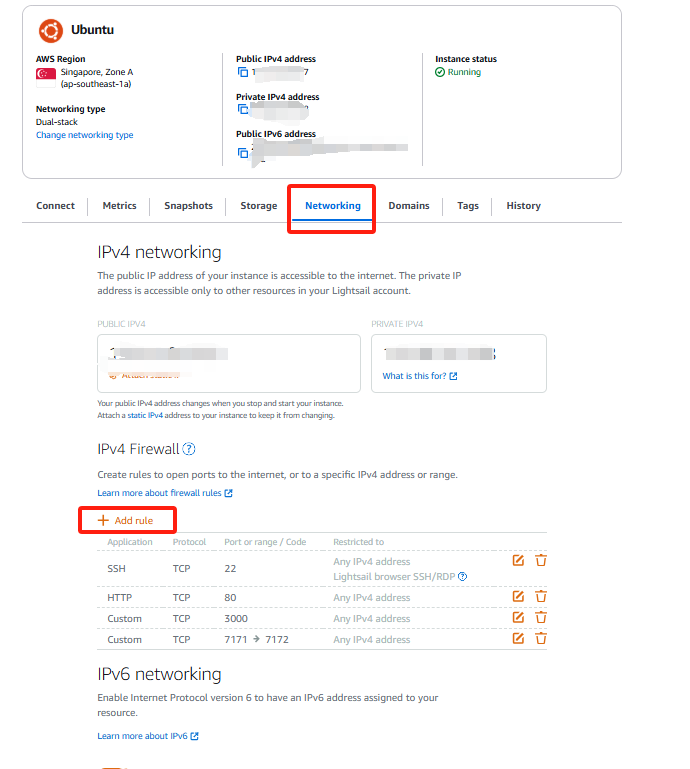 Ubuntu
AWS Region
Singapore, Zone A
(ap-southeast-1a)
Networking type
Dual-stack
Change networking type
Public IPv4 address
Private IPv4 address
Public IPv6 address
Instance status
Running
Connect
Metrics
Snapshots
Storage
Networking
Domains
Tags
History
IPv4 networking
The public IP address of your instance is accessible to the internet. The private IP
address is accessible only to other resources in your Lightsail account.
PUBLIC IPV4
PRIVATE IPV4
What is this for?
Your public IPv4 address changes when you stop and start your instance.
Attach a static IPv4 address to your instance to keep it from changing.
IPv4 Firewall ?
Create rules to open ports to the internet, or to a specific IPv4 address or range.
Learn more about firewall rules
+ Add rule
Application Protocol Port or range / Code Restricted to
SSH TCP 22 Any IPv4 address
Lightsail browser SSH/RDP ?
HTTP TCP 80 Any IPv4 address
Custom TCP 3000 Any IPv4 address
Custom TCP 7171 → 7172 Any IPv4 address
IPv6 networking
Enable Internet Protocol version 6 to have an IPv6 address assigned to your
resource.
Learn more about IPv6